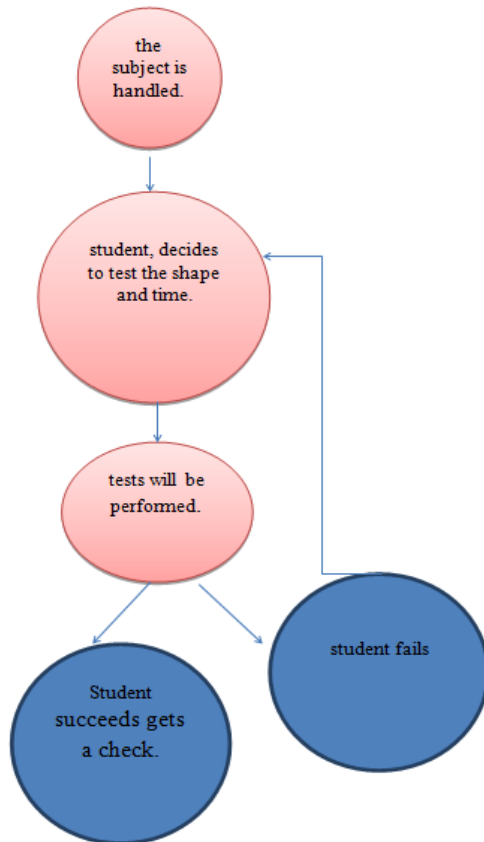 the
subject is
handled.
student, decides
to test the shape
and time.
tests will be
performed.
student fails
Student
succeeds gets
a check.